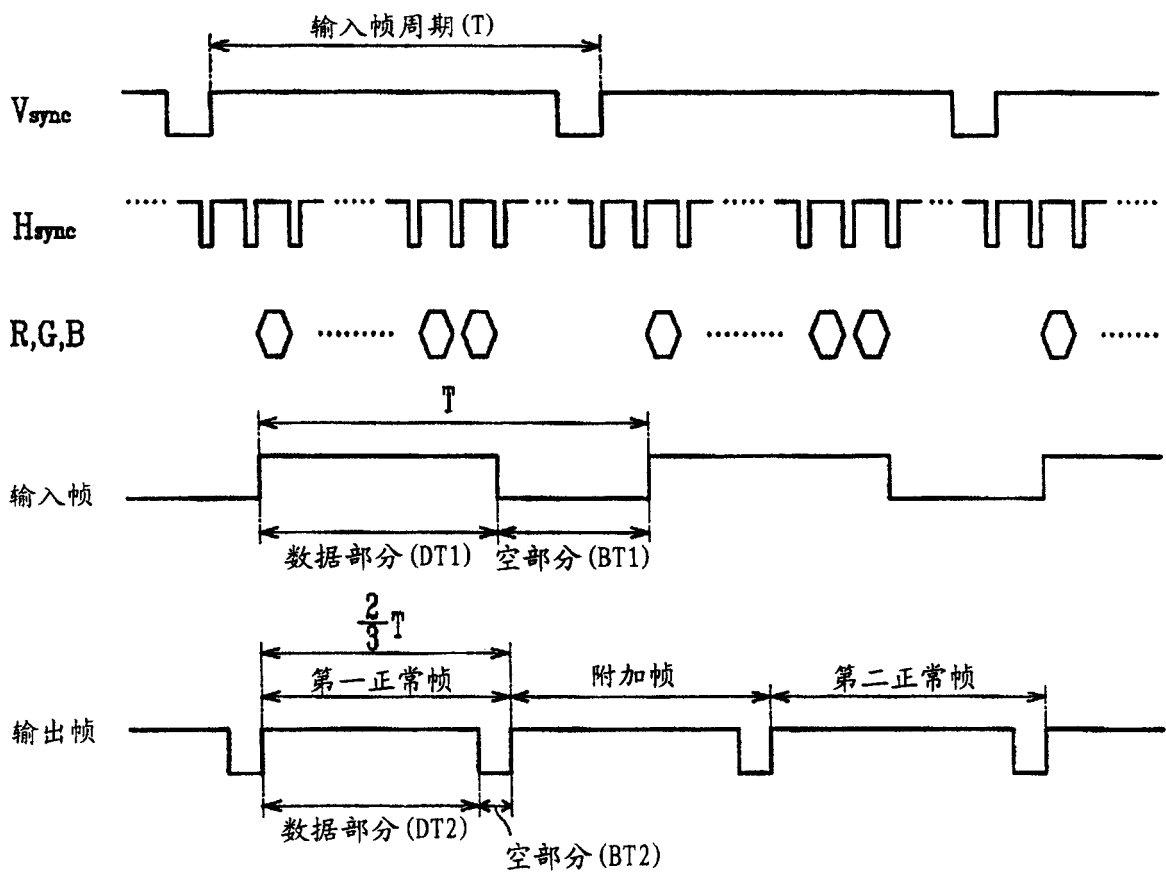 输入帧周期(T)
Vsync
Hsync
R,G,B
T
输入帧
数据部分(DT1) 空部分(BT1)
2/3 T
第一正常帧 附加帧 第二正常帧
输出帧
数据部分(DT2)
空部分(BT2)